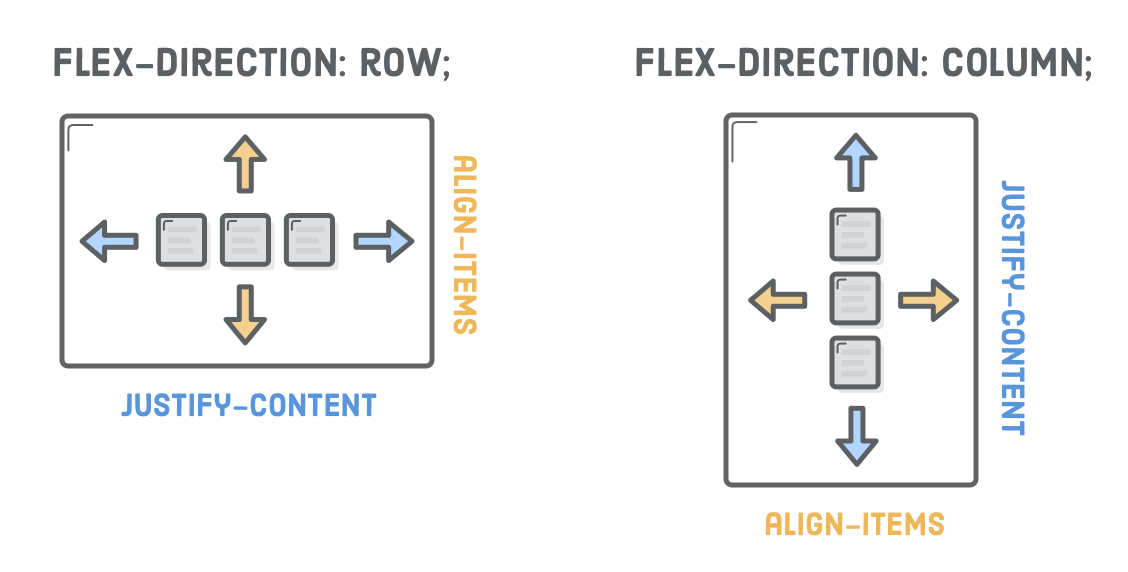 FLEX-DIRECTION: ROW;
ALIGN-ITEMS
JUSTIFY-CONTENT
FLEX-DIRECTION: COLUMN;
JUSTIFY-CONTENT
ALIGN-ITEMS